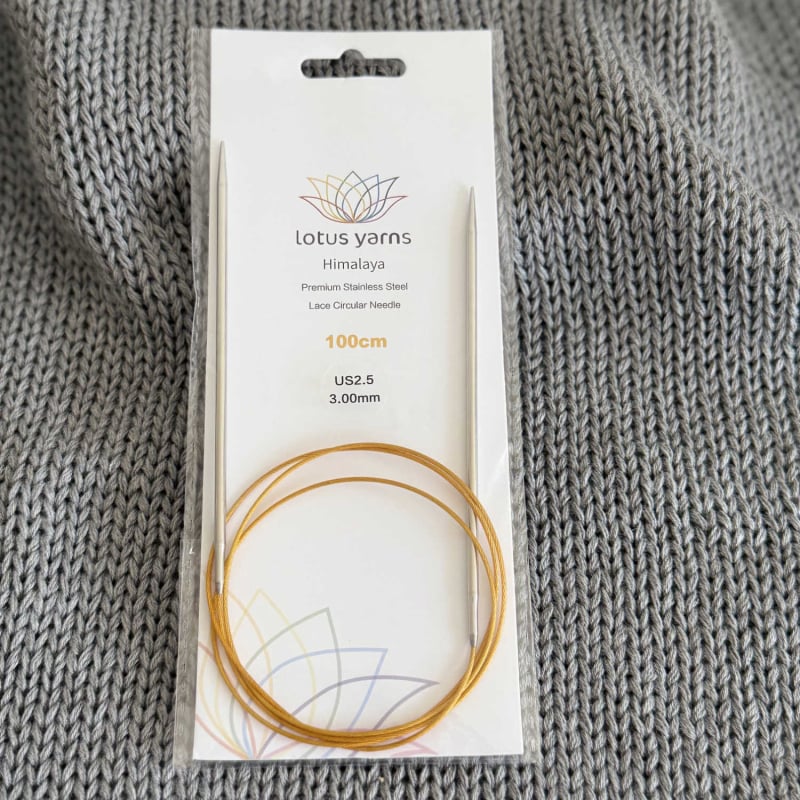 lotus yarns
Himalaya
Premium Stainless Steel
Lace Circular Needle
100cm
US2.5
3.00mm